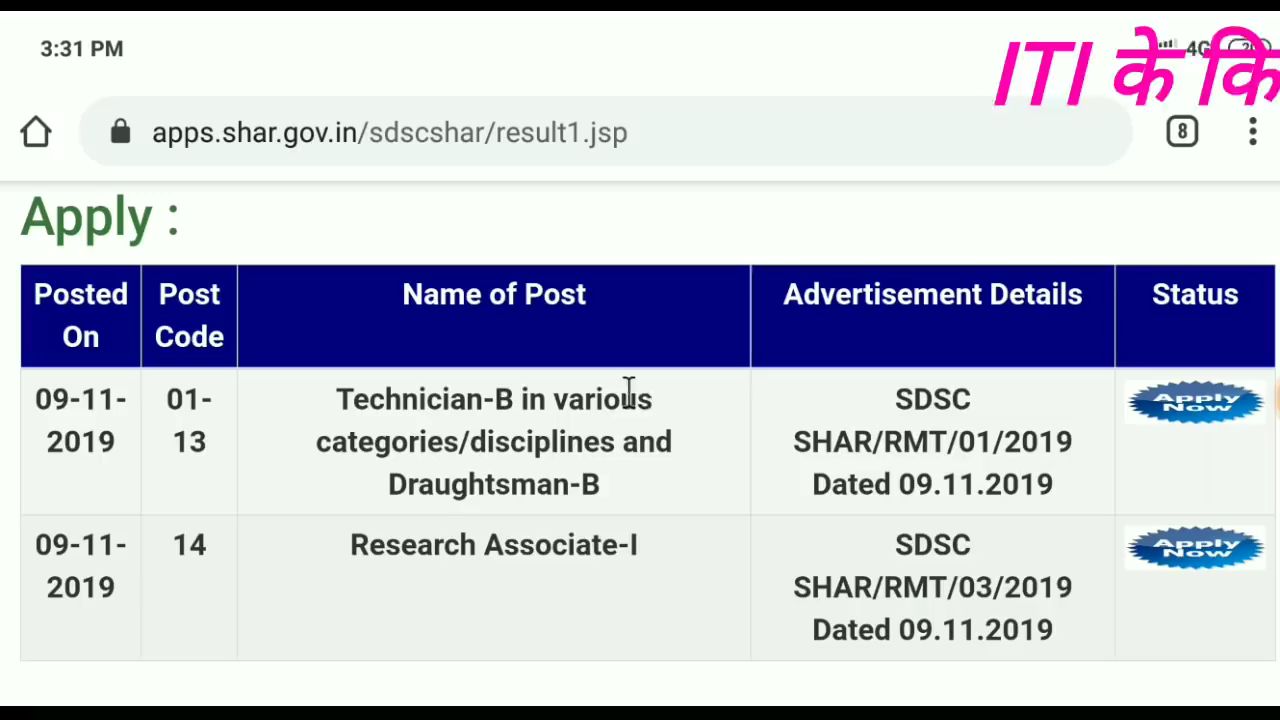 3:31 PM
4G
ITI के कि
apps.shar.gov.in/sdscshar/result1.jsp
8
Apply :
Posted On
Post Code
Name of Post
Advertisement Details
Status
09-11-2019
01-13
Technician-B in various
categories/disciplines and
Draughtsman-B
SDSC
SHAR/RMT/01/2019
Dated 09.11.2019
Apply Now
09-11-2019
14
Research Associate-I
SDSC
SHAR/RMT/03/2019
Dated 09.11.2019
Apply Now